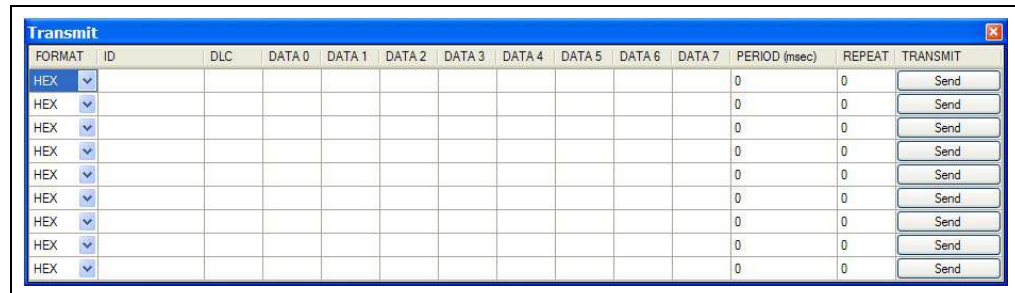 Transmit
FORMAT ID DLC DATA 0 DATA 1 DATA 2 DATA 3 DATA 4 DATA 5 DATA 6 DATA 7 PERIOD (msec) REPEAT TRANSMIT
HEX 0 0 Send
HEX 0 0 Send
HEX 0 0 Send
HEX 0 0 Send
HEX 0 0 Send
HEX 0 0 Send
HEX 0 0 Send
HEX 0 0 Send
HEX 0 0 Send